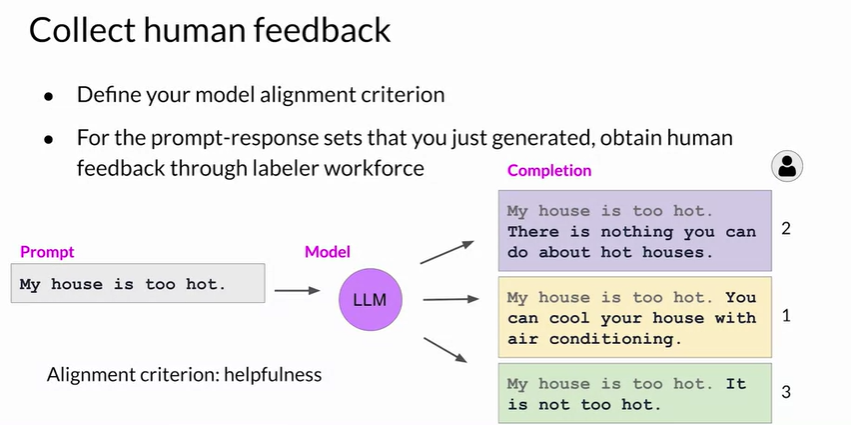 Collect human feedback
● Define your model alignment criterion
● For the prompt-response sets that you just generated, obtain human
feedback through labeler workforce
Completion
Prompt
Model
My house is too hot.
LLM
My house is too hot.
There is nothing you can
do about hot houses.
2
My house is too hot. You
can cool your house with
air conditioning.
1
My house is too hot. It
is not too hot.
3
Alignment criterion: helpfulness